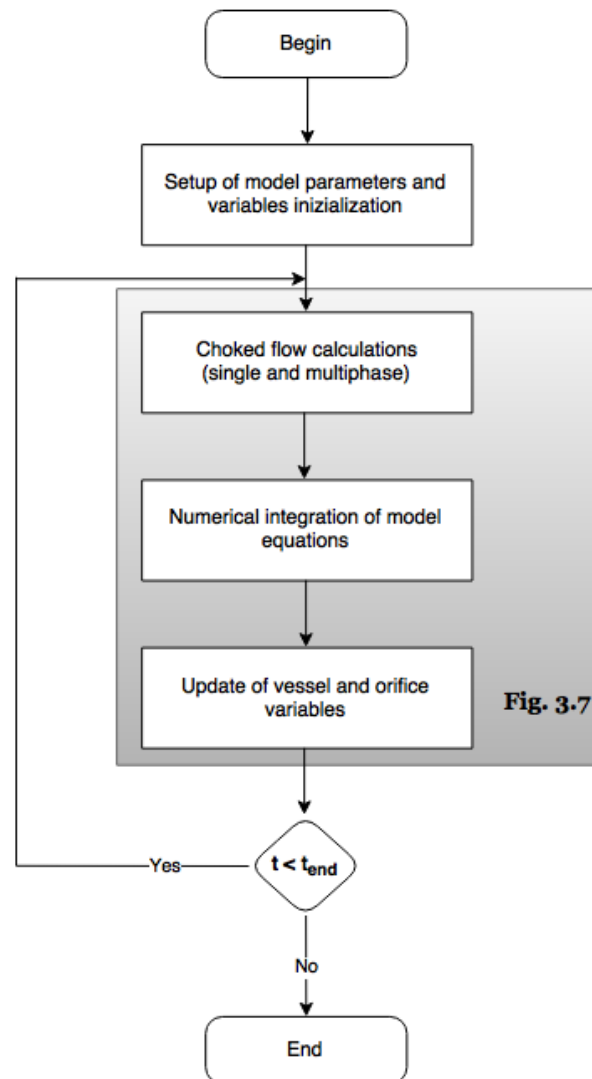 Begin
Setup of model parameters and
variables inizialization
Choked flow calculations
(single and multiphase)
Numerical integration of model
equations
Update of vessel and orifice
variables
Fig. 3.7
t < tend
Yes
No
End